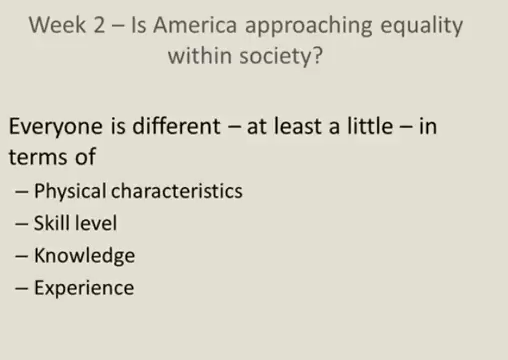 Week 2 – Is America approaching equality
within society?
Everyone is different – at least a little – in
terms of
– Physical characteristics
– Skill level
– Knowledge
– Experience